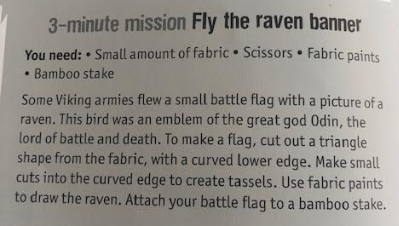 3-minute mission Fly the raven banner
You need: • Small amount of fabric • Scissors • Fabric paints
• Bamboo stake
Some Viking armies flew a small battle flag with a picture of a
raven. This bird was an emblem of the great god Odin, the
lord of battle and death. To make a flag, cut out a triangle
shape from the fabric, with a curved lower edge. Make small
cuts into the curved edge to create tassels. Use fabric paints
to draw the raven. Attach your battle flag to a bamboo stake.